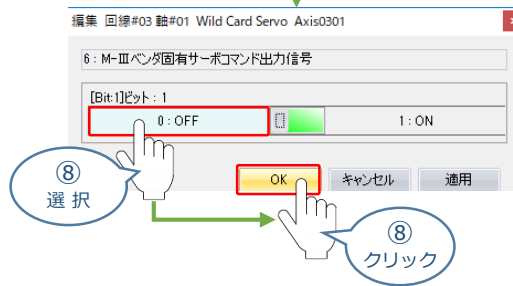 編集 回線#03 軸#01 Wild Card Servo Axis0301
6 : M-Ⅲベンダ固有サーボコマンド出力信号
[Bit:1]ビット : 1
0 : OFF
1 : ON
⑧
選 択
OK
キャンセル
適用
⑧
クリック